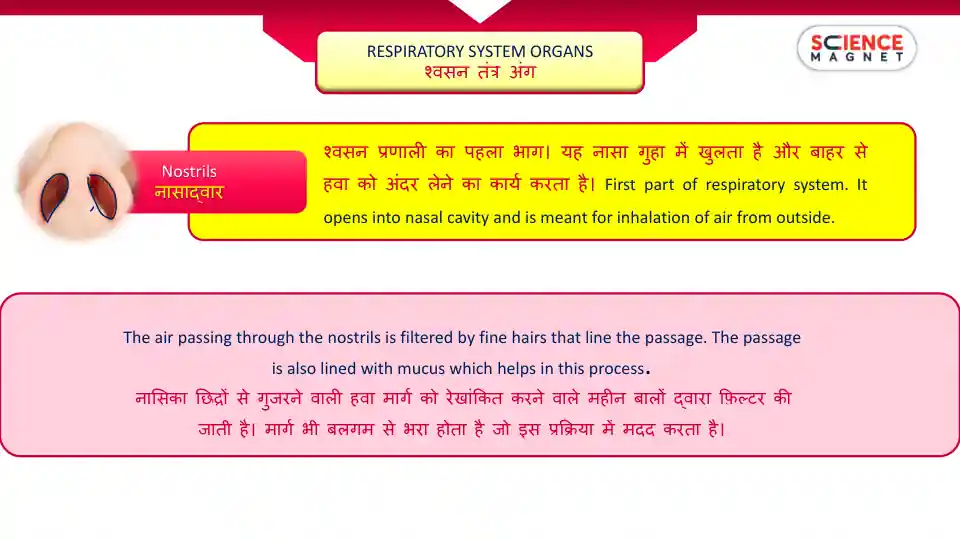 RESPIRATORY SYSTEM ORGANS
श्वसन तंत्र अंग
SCIENCE
MAGNET
Nostrils
नासाद्वार
श्वसन प्रणाली का पहला भाग। यह नासा गुहा में खुलता है और बाहर से
हवा को अंदर लेने का कार्य करता है। First part of respiratory system. It
opens into nasal cavity and is meant for inhalation of air from outside.
The air passing through the nostrils is filtered by fine hairs that line the passage. The passage
is also lined with mucus which helps in this process.
नासिका छिद्रों से गुजरने वाली हवा मार्ग को रेखांकित करने वाले महीन बालों द्वारा फ़िल्टर की
जाती है। मार्ग भी बलगम से भरा होता है जो इस प्रक्रिया में मदद करता है।